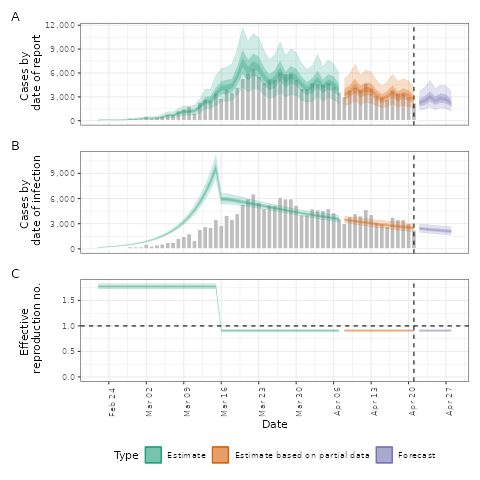 A
12,000
9,000
6,000
3,000
0
Cases by
date of report
B
9,000
6,000
3,000
0
Cases by
date of infection
C
1.5
1.0
0.5
0.0
Effective
reproduction no.
Feb 24
Mar 02
Mar 09
Mar 16
Mar 23
Mar 30
Apr 06
Apr 13
Apr 20
Apr 27
Date
Type Estimate Estimate based on partial data Forecast